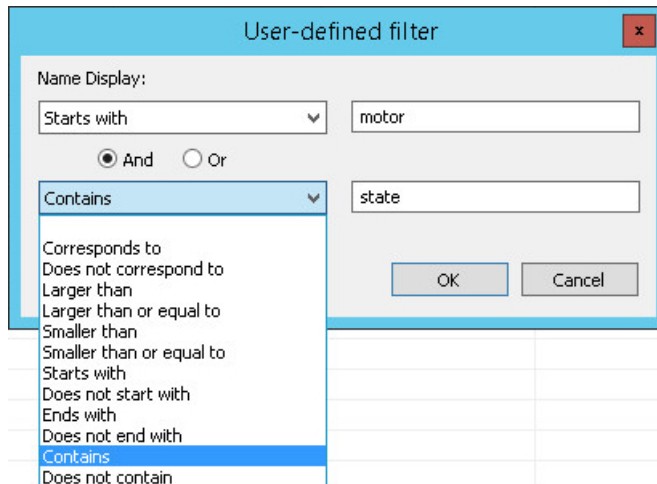 User-defined filter
x
Name Display:
Starts with motor
And Or
Contains state
Corresponds to
Does not correspond to
Larger than
Larger than or equal to
Smaller than
Smaller than or equal to
Starts with
Does not start with
Ends with
Does not end with
Contains
Does not contain
OK Cancel